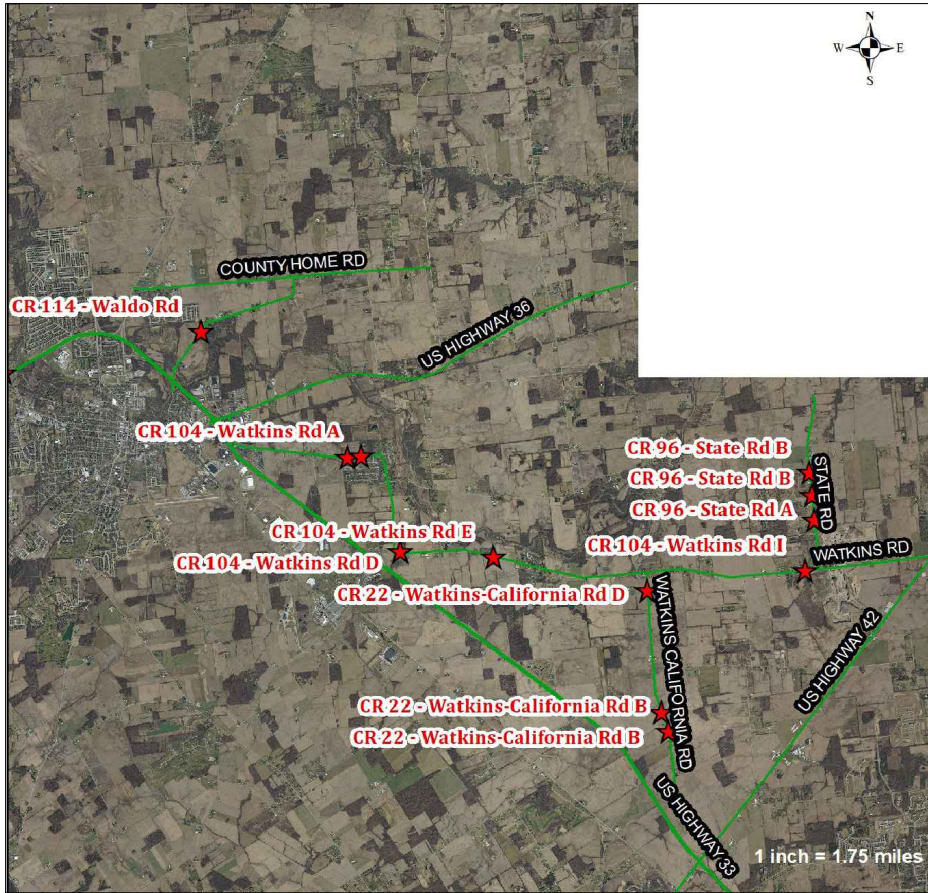 N
W E
S
COUNTY HOME RD
CR 114 - Waldo Rd
US HIGHWAY 36
CR 104 - Watkins Rd A
CR 96 - State Rd B
CR 96 - State Rd B
CR 96 - State Rd A
STATE RD
CR 104 - Watkins Rd E
CR 104 - Watkins Rd I
WATKINS RD
CR 104 - Watkins Rd D
CR 22 - Watkins-California Rd D
WATKINS CALIFORNIA RD
US HIGHWAY 42
CR 22 - Watkins-California Rd B
CR 22 - Watkins-California Rd B
US HIGHWAY 33
1 inch = 1.75 miles